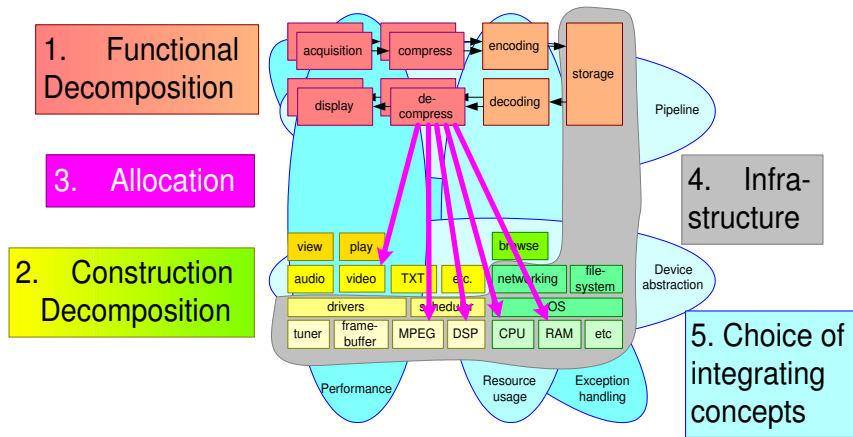 1. Functional
Decomposition
acquisition
compress
encoding
storage
display
de-
compress
decoding
Pipeline
3. Allocation
4. Infra-
structure
2. Construction
Decomposition
view
play
browse
audio
video
TXT
etc.
networking
file-
system
Device
abstraction
drivers
scheduler
OS
tuner
frame-
buffer
MPEG
DSP
CPU
RAM
etc
5. Choice of
integrating
concepts
Performance
Resource
usage
Exception
handling